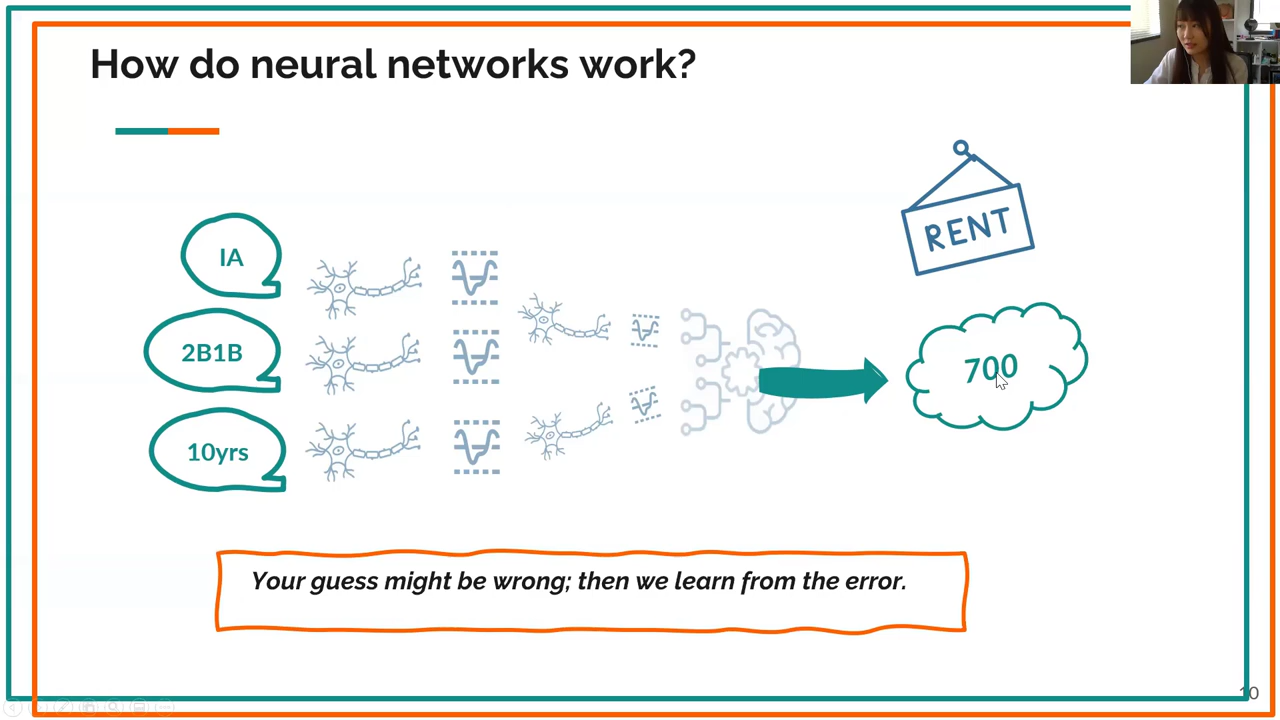 How do neural networks work?
RENT
IA
2B1B
10yrs
700
Your guess might be wrong; then we learn from the error.
10